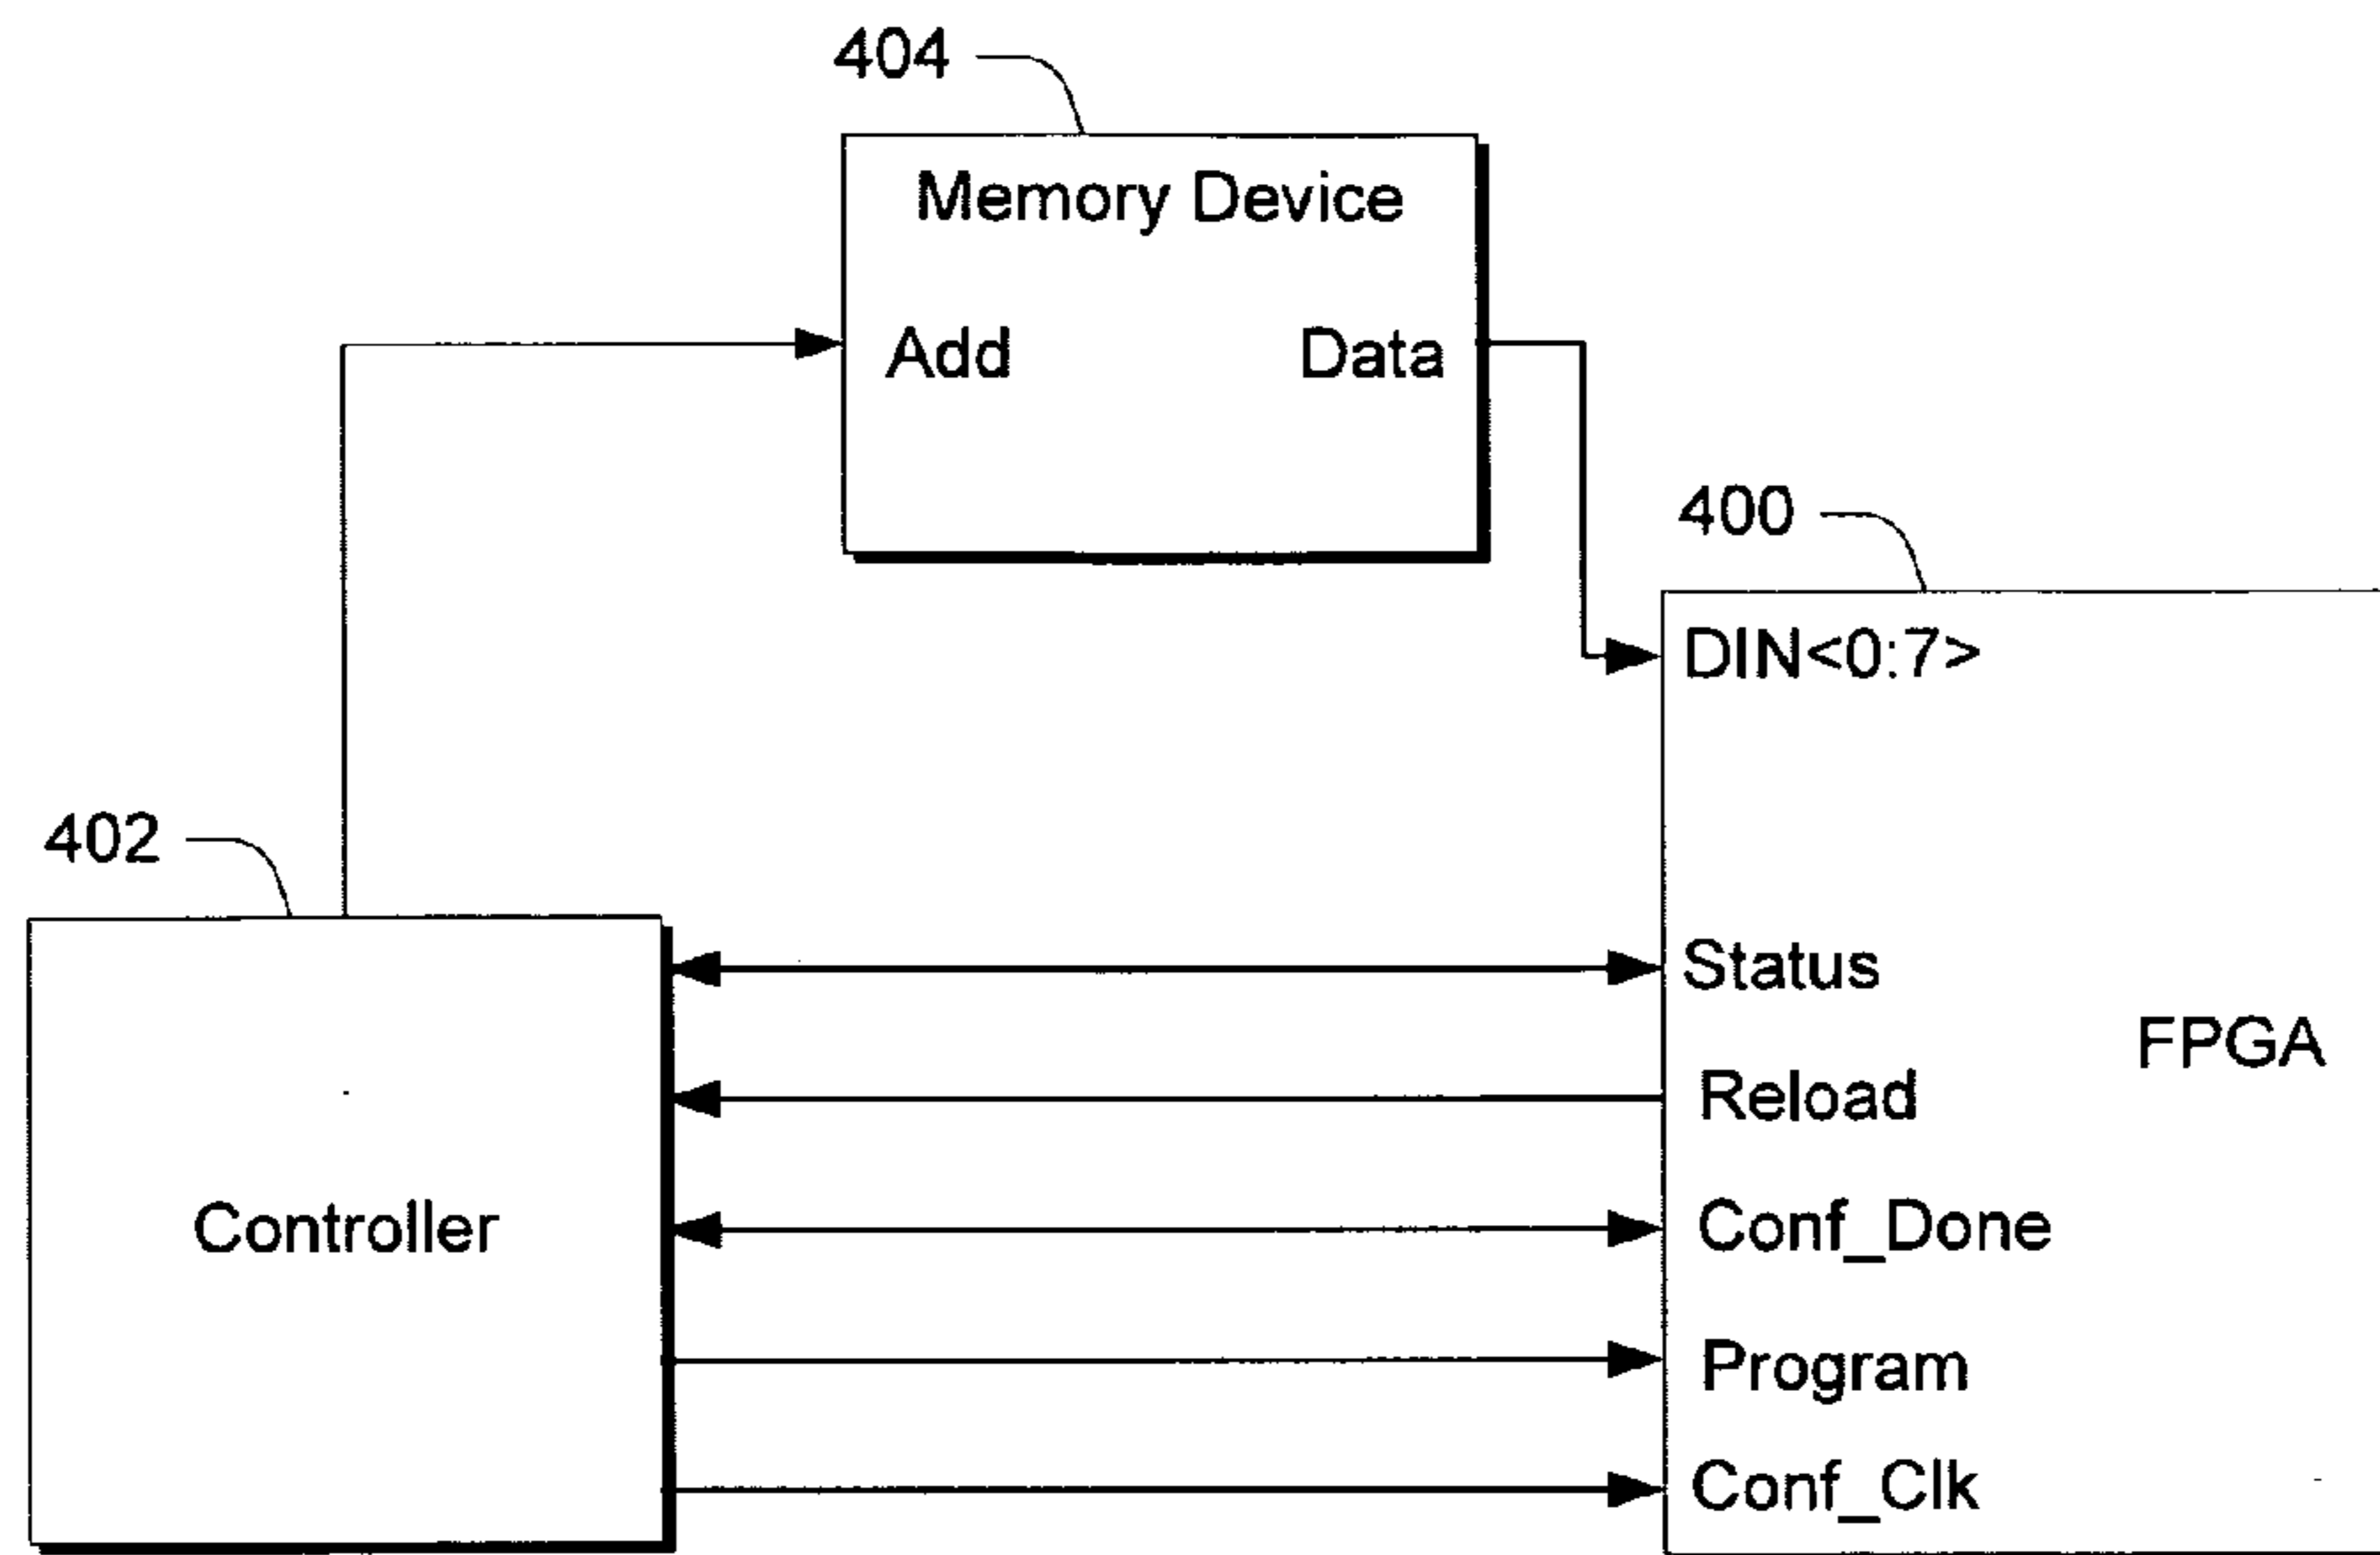 404
Memory Device
Add Data
400
DIN<0:7>
402
Status
FPGA
Reload
Controller
Conf_Done
Program
Conf_Clk